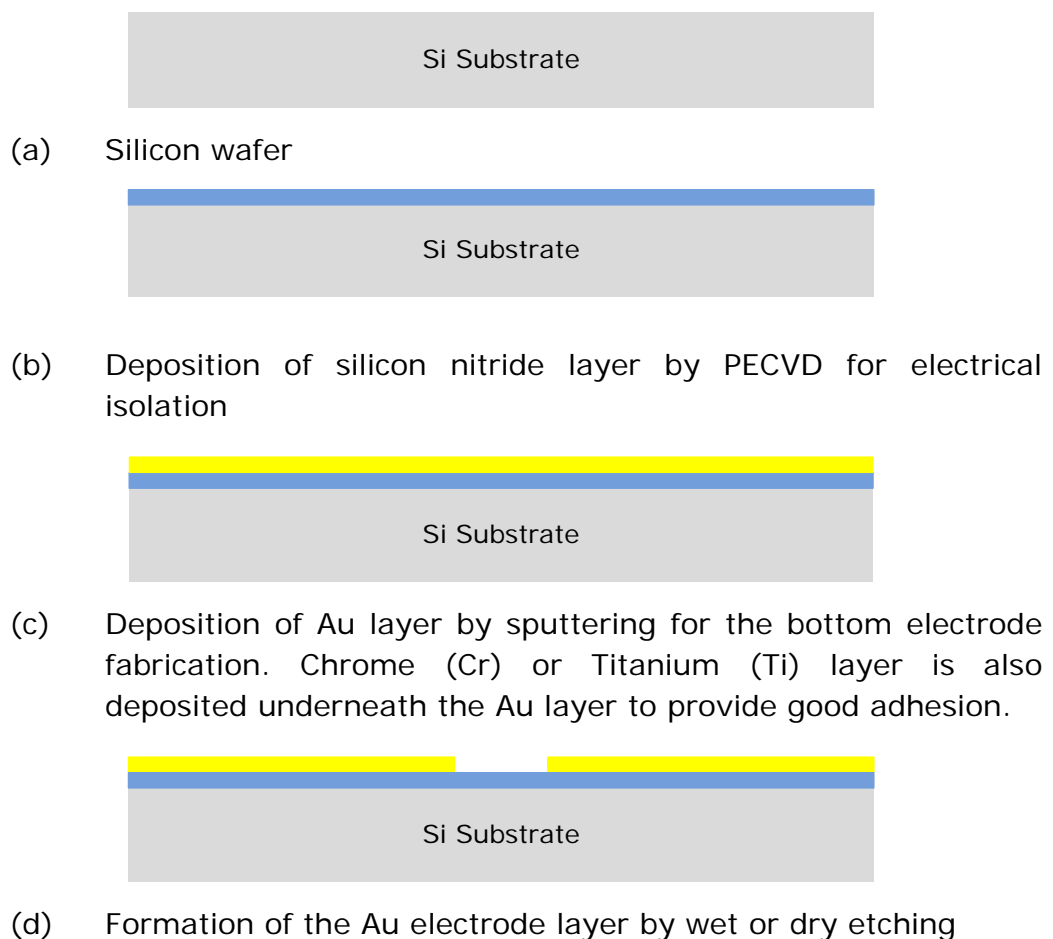 Si Substrate
(a) Silicon wafer
Si Substrate
(b) Deposition of silicon nitride layer by PECVD for electrical
isolation
Si Substrate
(c) Deposition of Au layer by sputtering for the bottom electrode
fabrication. Chrome (Cr) or Titanium (Ti) layer is also
deposited underneath the Au layer to provide good adhesion.
Si Substrate
(d) Formation of the Au electrode layer by wet or dry etching